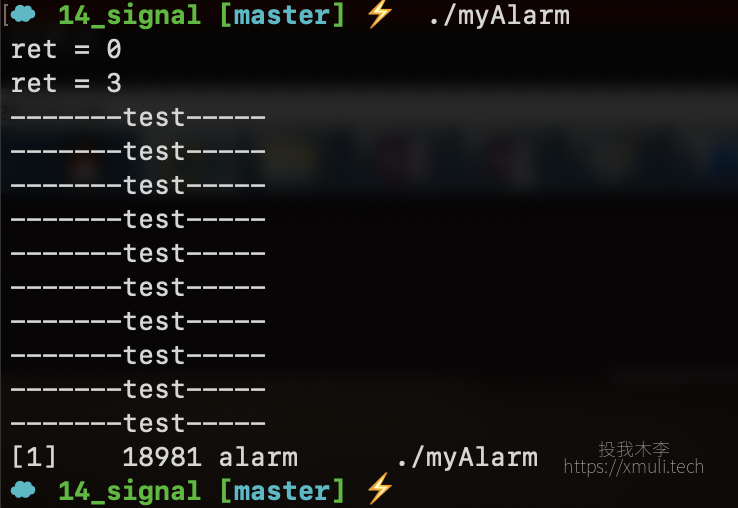 [☁ 14_signal [master] ⚡ ./myAlarm
ret = 0
ret = 3
-------test-----
-------test-----
-------test-----
-------test-----
-------test-----
-------test-----
-------test-----
-------test-----
-------test-----
-------test-----
[1]    18981 alarm      ./myAlarm
投我木李
https://xmuli.tech
☁ 14_signal [master] ⚡